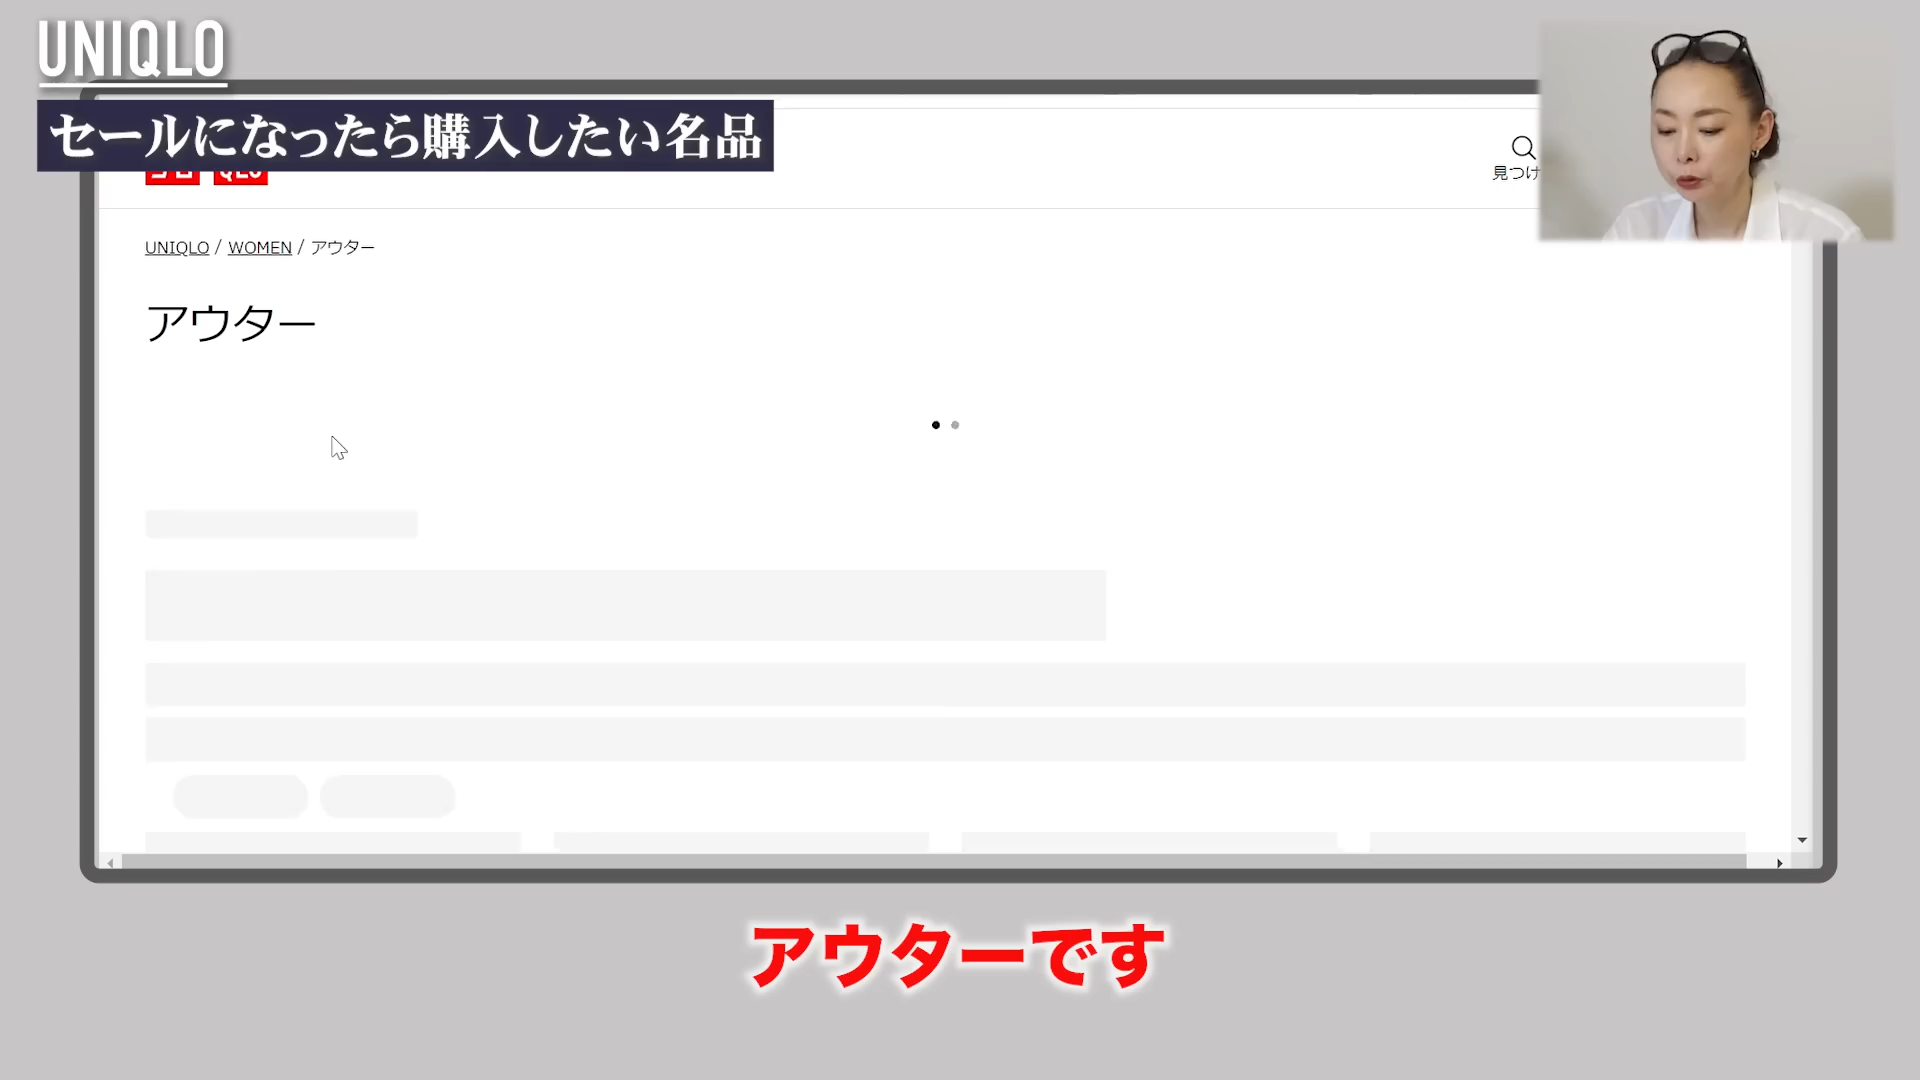 UNIQLO
セールになったら購入したい名品
見つけ
UNIQLO / WOMEN / アウター
アウター
アウターです